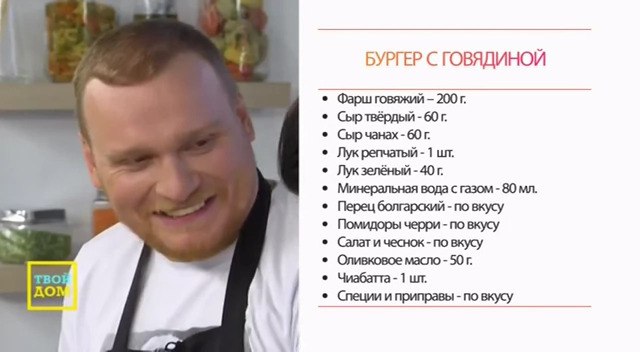 БУРГЕР С ГОВЯДИНОЙ
• Фарш говяжий – 200 г.
• Сыр твёрдый - 60 г.
• Сыр чанах - 60 г.
• Лук репчатый - 1 шт.
• Лук зелёный - 40 г.
• Минеральная вода с газом - 80 мл.
• Перец болгарский - по вкусу
• Помидоры черри - по вкусу
• Салат и чеснок - по вкусу
• Оливковое масло - 50 г.
• Чиабатта - 1 шт.
• Специи и приправы - по вкусу
ТВОЙ
ДОМ